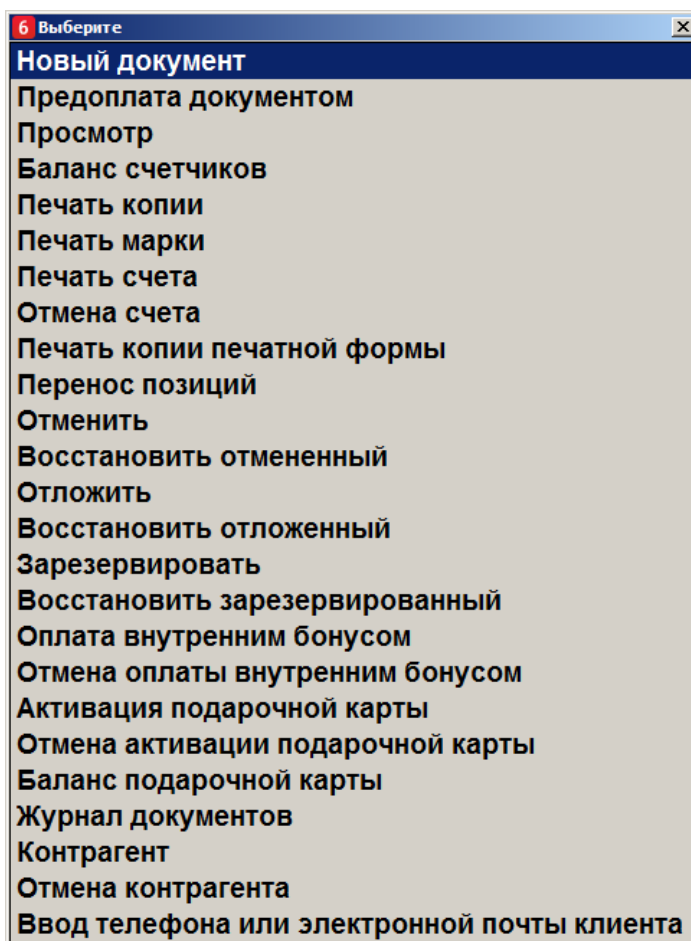 6 Выберите
Новый документ
Предоплата документом
Просмотр
Баланс счетчиков
Печать копии
Печать марки
Печать счета
Отмена счета
Печать копии печатной формы
Перенос позиций
Отменить
Восстановить отмененный
Отложить
Восстановить отложенный
Зарезервировать
Восстановить зарезервированный
Оплата внутренним бонусом
Отмена оплаты внутренним бонусом
Активация подарочной карты
Отмена активации подарочной карты
Баланс подарочной карты
Журнал документов
Контрагент
Отмена контрагента
Ввод телефона или электронной почты клиента